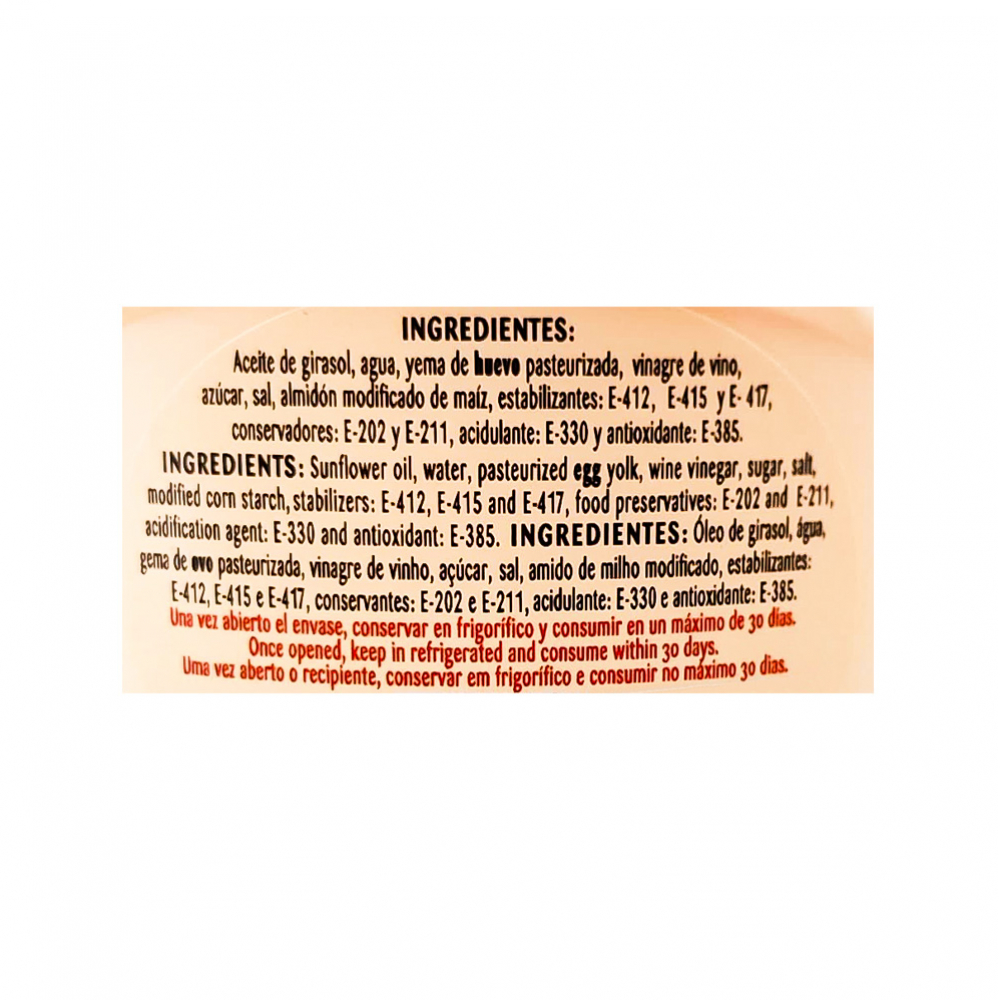 INGREDIENTES:
Aceite de girasol, agua, yema de huevo pasteurizada, vinagre de vino,
azúcar, sal, almidón modificado de maíz, estabilizantes: E-412, E-415 y E- 417,
conservadores: E-202 y E-211, acidulante: E-330 y antioxidante: E-385.
INGREDIENTS: Sunflower oil, water, pasteurized egg yolk, wine vinegar, sugar, salt,
modified corn starch, stabilizers: E-412, E-415 and E-417, food preservatives: E-202 and E-211,
acidification agent: E-330 and antioxidant: E-385. INGREDIENTES: Óleo de girasol, água,
gema de ovo pasteurizada, vinagre de vinho, açúcar, sal, amido de milho modificado, estabilizantes:
E-412, E-415 e E-417, conservantes: E-202 e E-211, acidulante: E-330 e antioxidante: E-385.
Una vez abierto el envase, conservar en frigorífico y consumir en un máximo de 30 días.
Once opened, keep in refrigerated and consume within 30 days.
Uma vez aberto o recipiente, conservar em frigorífico e consumir no máximo 30 dias.